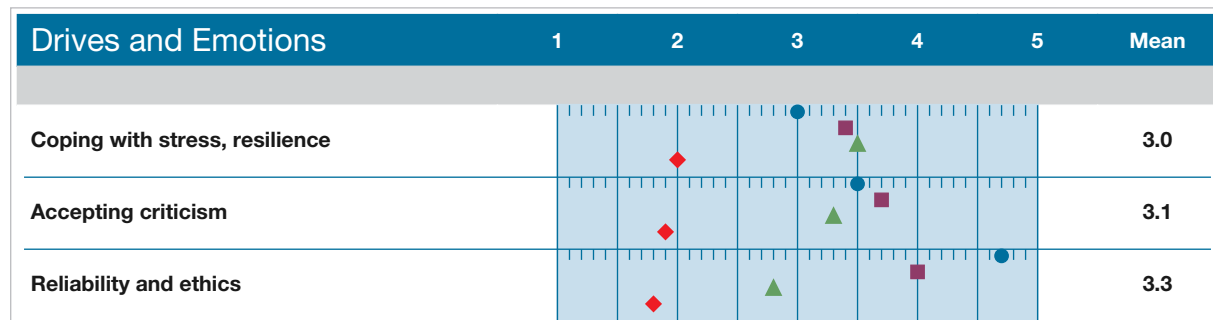 Drives and Emotions 1 2 3 4 5 Mean
Coping with stress, resilience 3.0
Accepting criticism 3.1
Reliability and ethics 3.3